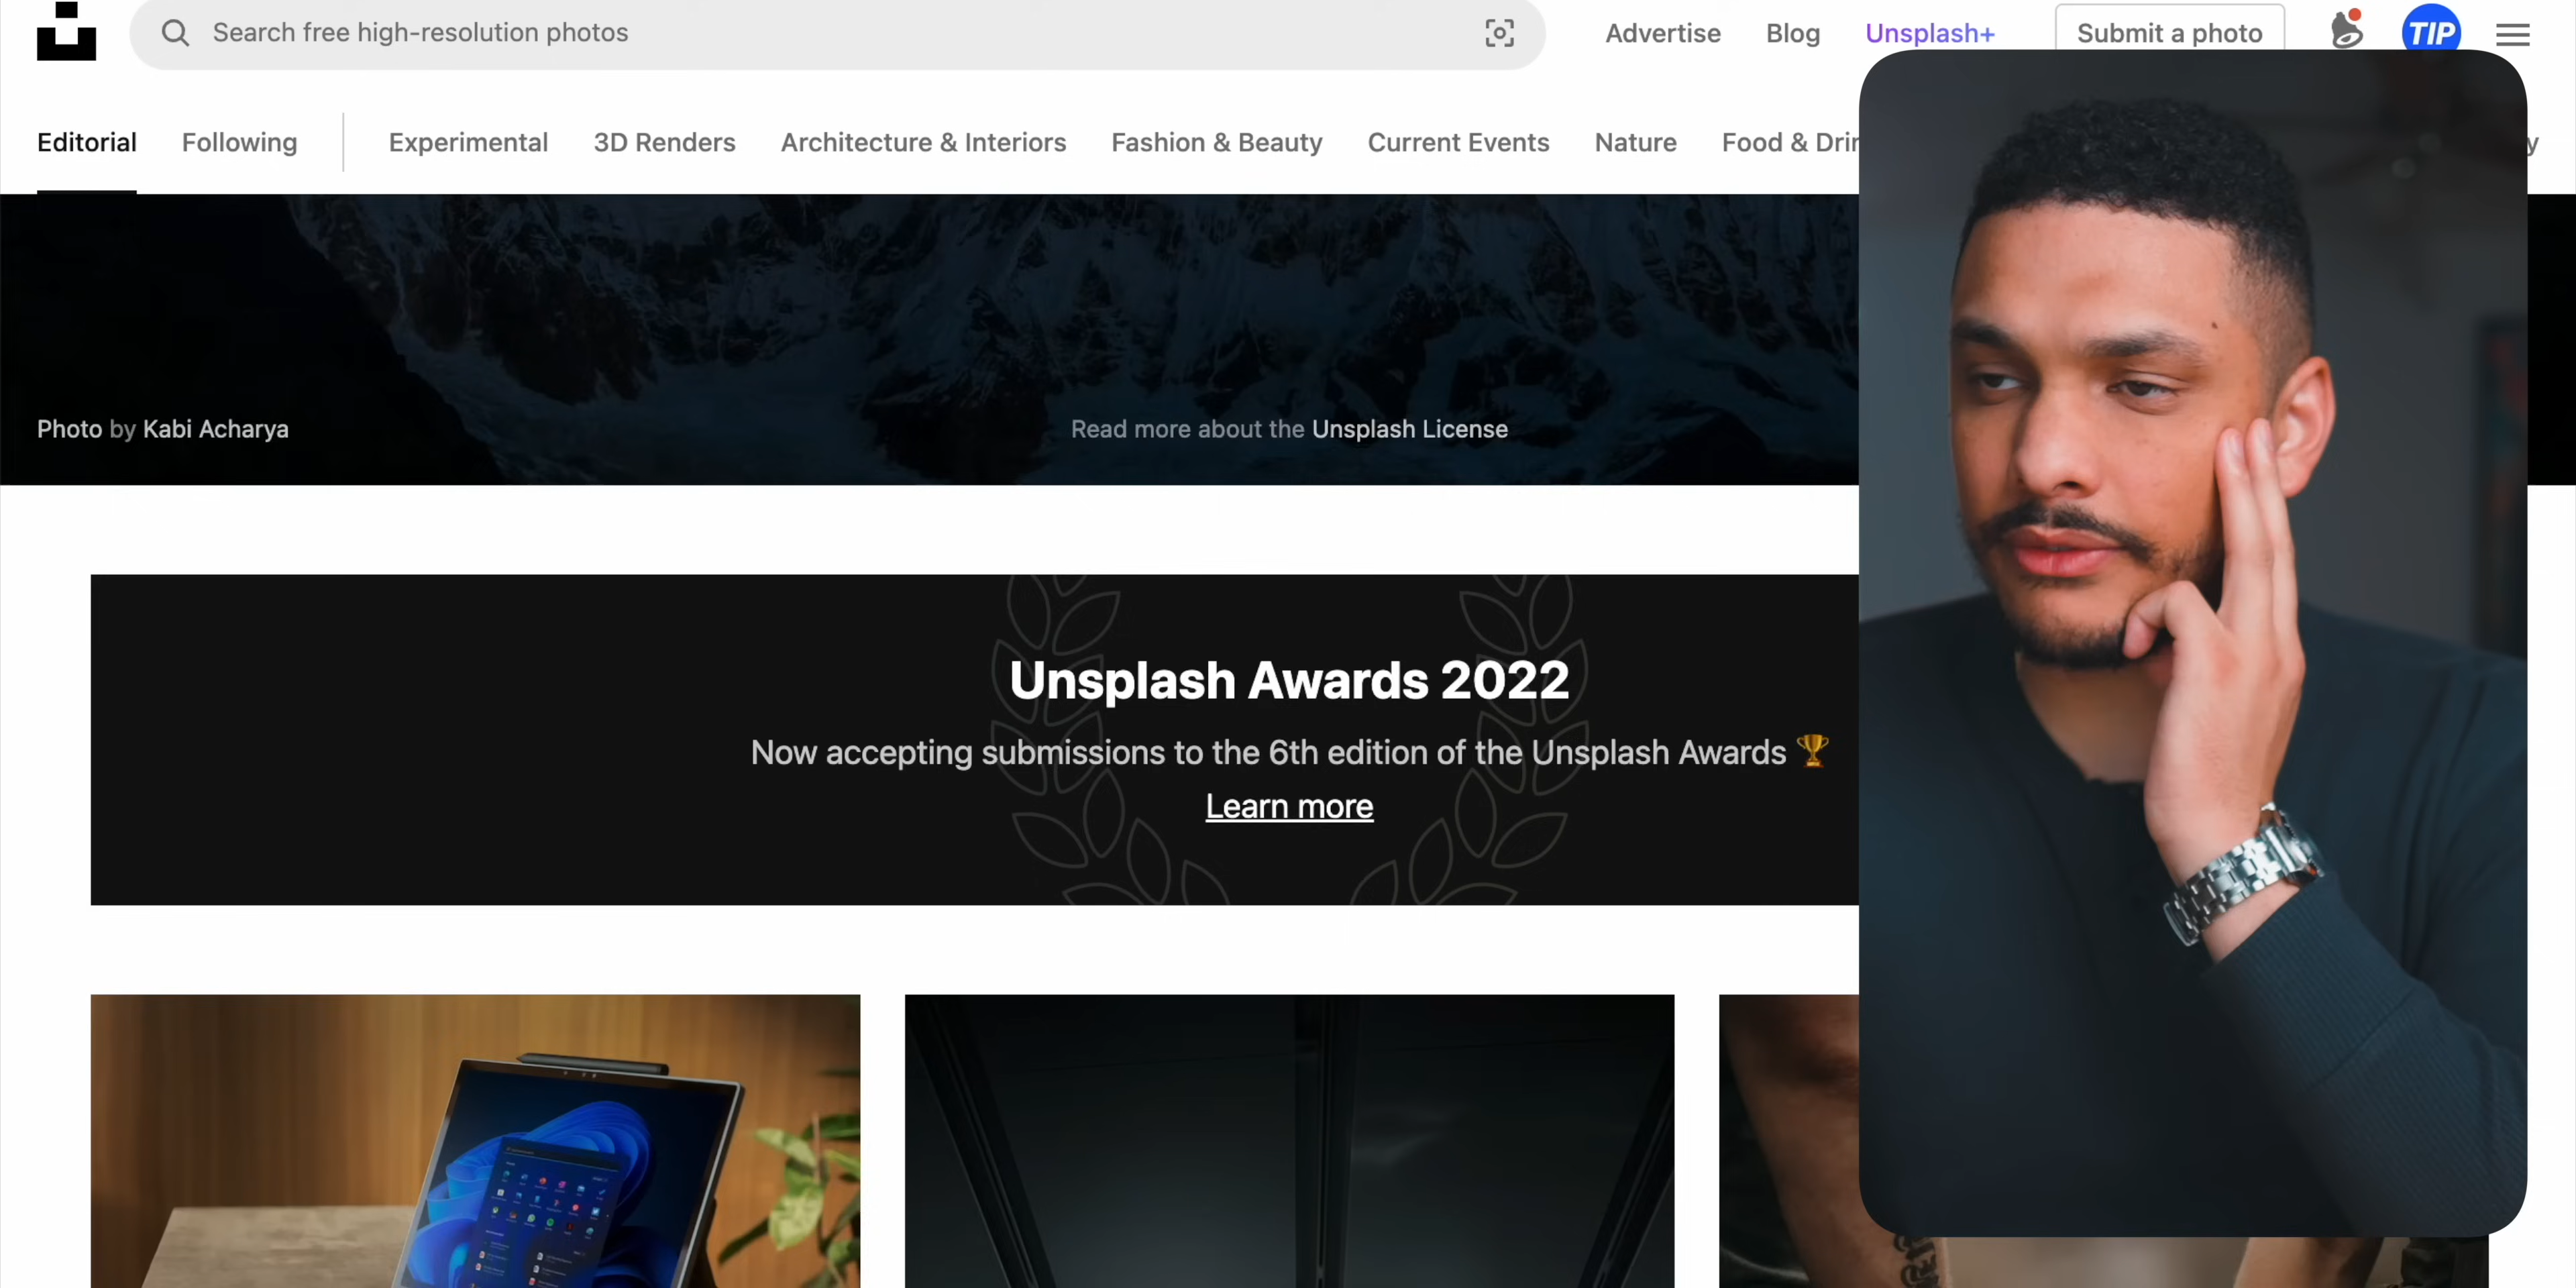 Search free high-resolution photos
Advertise
Blog
Unsplash+
Submit a photo
TIP
Editorial
Following
Experimental
3D Renders
Architecture & Interiors
Fashion & Beauty
Current Events
Nature
Food & Drin
y
Photo by Kabi Acharya
Read more about the Unsplash License
Unsplash Awards 2022
Now accepting submissions to the 6th edition of the Unsplash Awards 🏆
Learn more